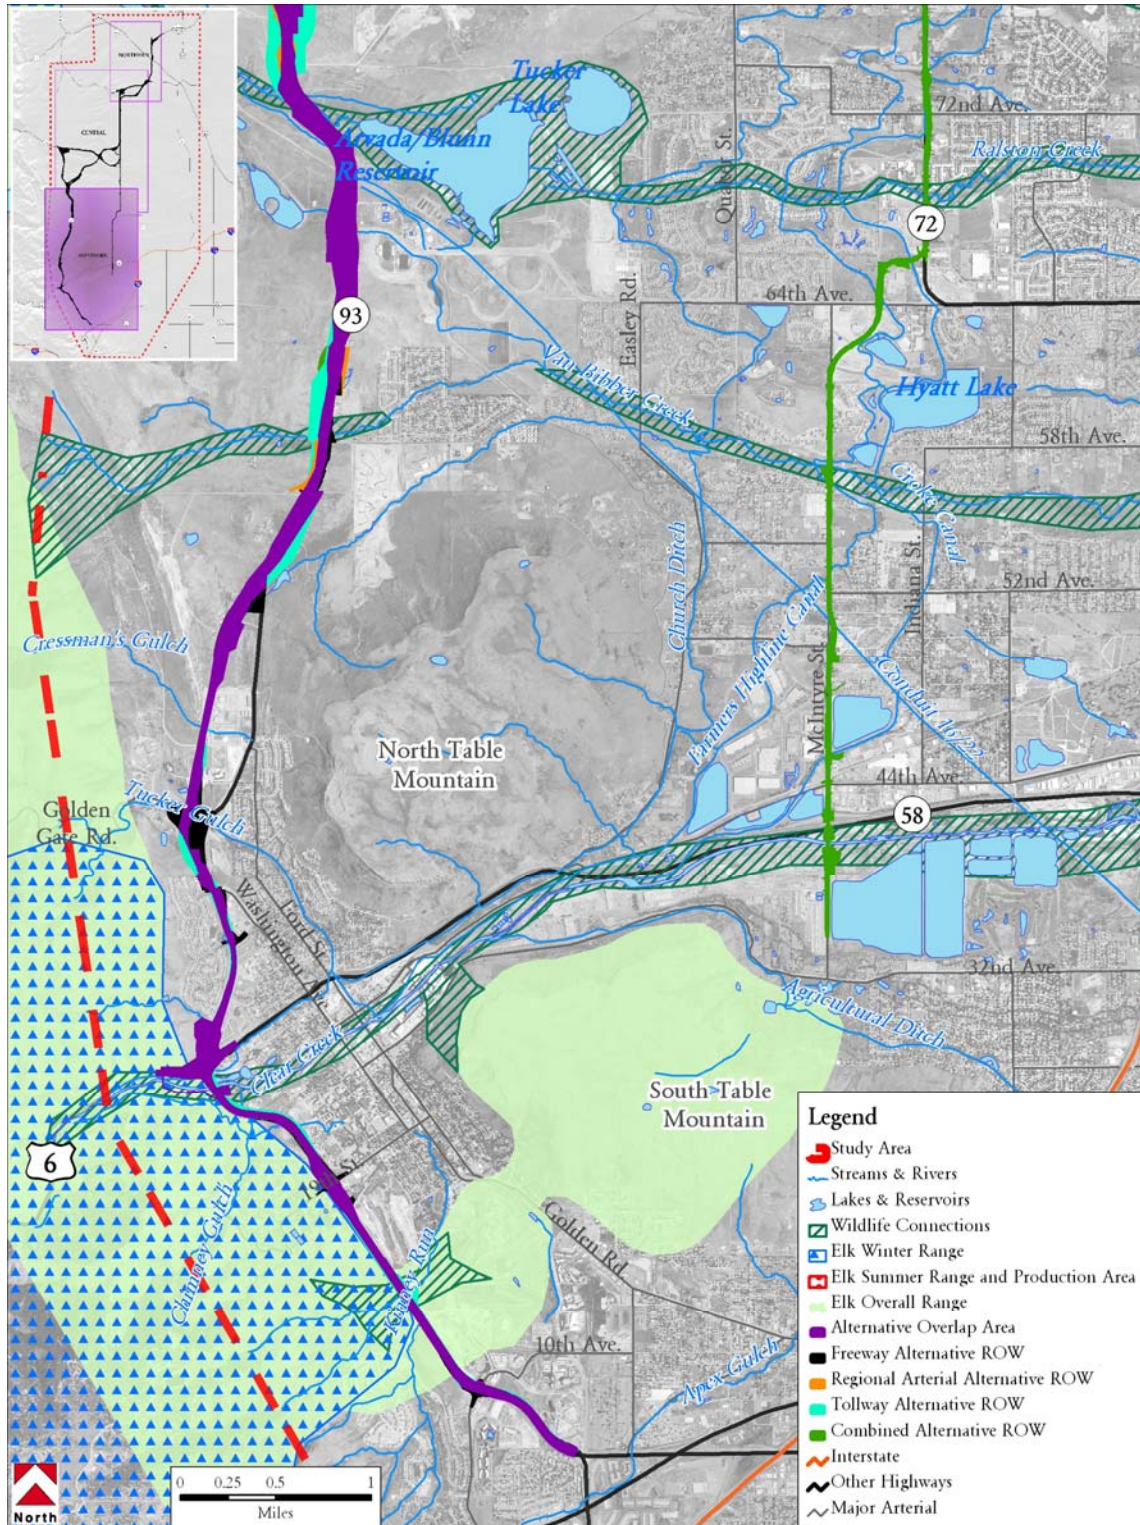 NORTHERN
CENTRAL
Tucker
Lake
Arvada/Blunn
Reservoir
72nd Ave.
Quaker St.
Ralston Creek
72
64th Ave.
93
Easley Rd.
Van Bibber Creek
Hyatt Lake
58th Ave.
Croke Canal
Church Ditch
Indiana St.
52nd Ave.
Farmers Highline Canal
Cressman's Gulch
McIntyre St.
Conduit 16/22
North Table
Mountain
44th Ave.
Tucker Gulch
Golden
Gate Rd.
58
Ford St.
Washington Ave.
32nd Ave.
Agricultural Ditch
Clear Creek
South Table
Mountain
6
19th St.
Chimney Gulch
Kinney Run
Golden Rd
10th Ave.
Apex Gulch
Legend
Study Area
Streams & Rivers
Lakes & Reservoirs
Wildlife Connections
Elk Winter Range
Elk Summer Range and Production Area
Elk Overall Range
Alternative Overlap Area
Freeway Alternative ROW
Regional Arterial Alternative ROW
Tollway Alternative ROW
Combined Alternative ROW
Interstate
Other Highways
Major Arterial
North
0 0.25 0.5 1
Miles